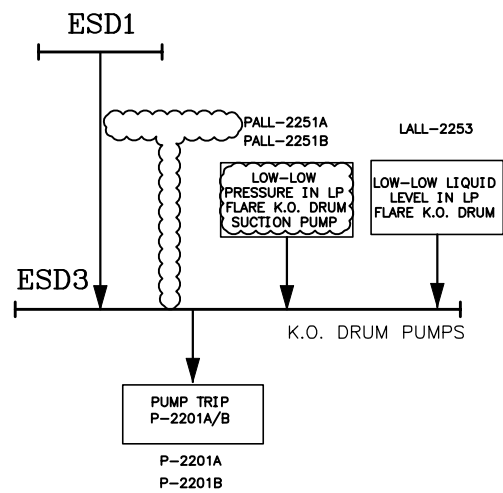 ESD1
PALL-2251A
PALL-2251B
LALL-2253
LOW-LOW
PRESSURE IN LP
FLARE K.O. DRUM
SUCTION PUMP
LOW-LOW LIQUID
LEVEL IN LP
FLARE K.O. DRUM
ESD3
K.O. DRUM PUMPS
PUMP TRIP
P-2201A/B
P-2201A
P-2201B